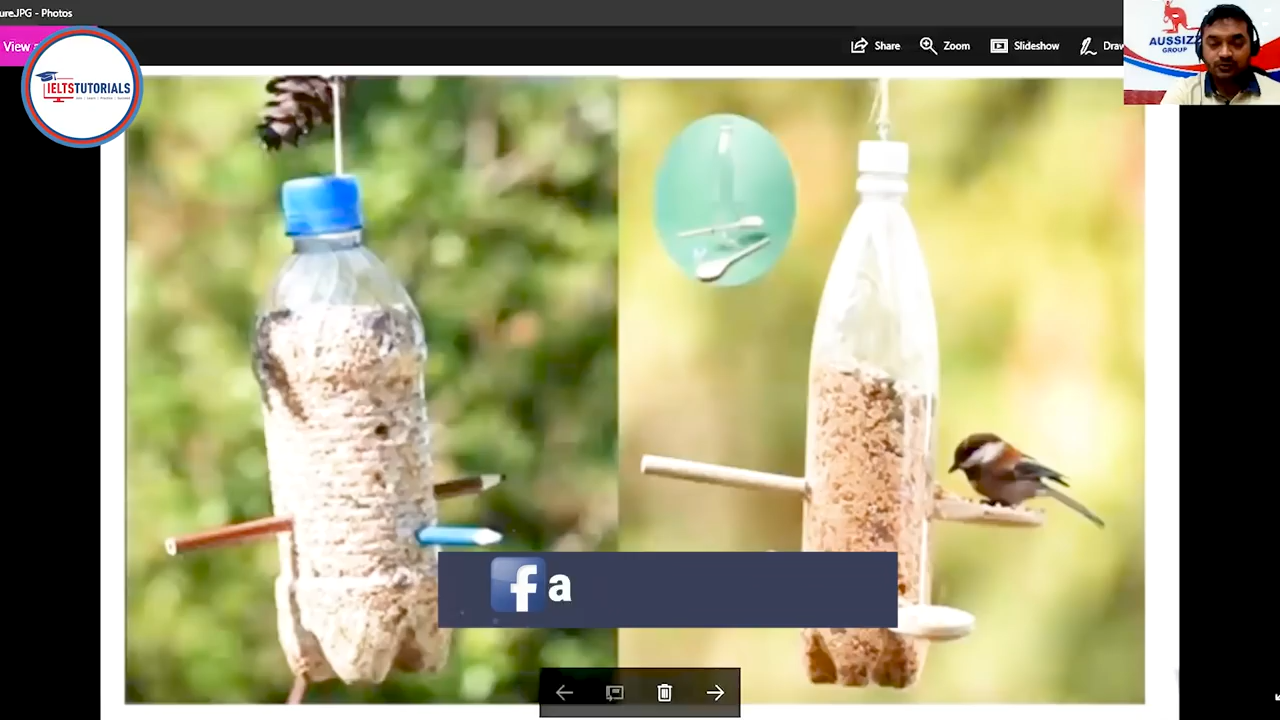 ure.JPG - Photos
View
Share
Zoom
Slideshow
Draw
IELTSTUTORIALS
AUSSIZZ
GROUP
f a